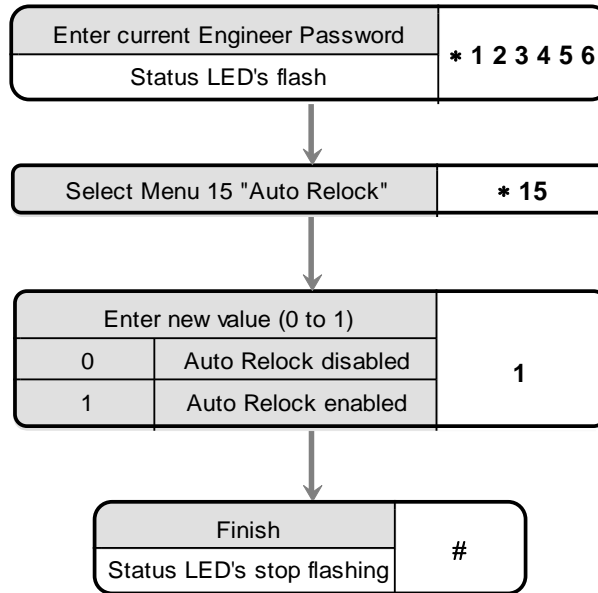 Enter current Engineer Password
Status LED's flash
* 1 2 3 4 5 6
Select Menu 15 "Auto Relock"
* 15
Enter new value (0 to 1)
0 Auto Relock disabled
1 Auto Relock enabled
1
Finish
Status LED's stop flashing
#